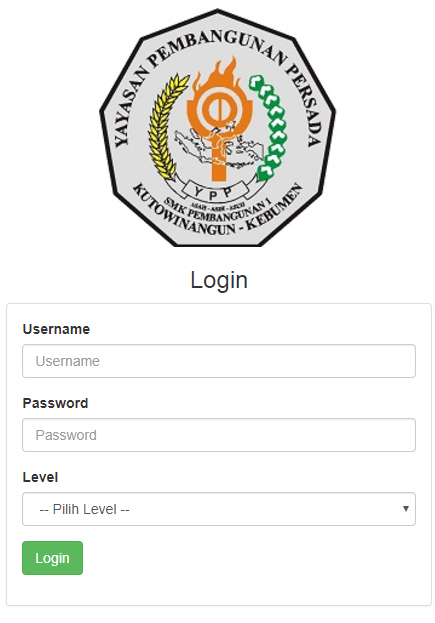 YAYASAN PEMBANGUNAN PERSADA
Y P P
ASAH - ASIH - ASUH
SMK PEMBANGUNAN 1
KUTOWINANGUN - KEBUMEN
Login
Username
Username
Password
Password
Level
-- Pilih Level --
Login